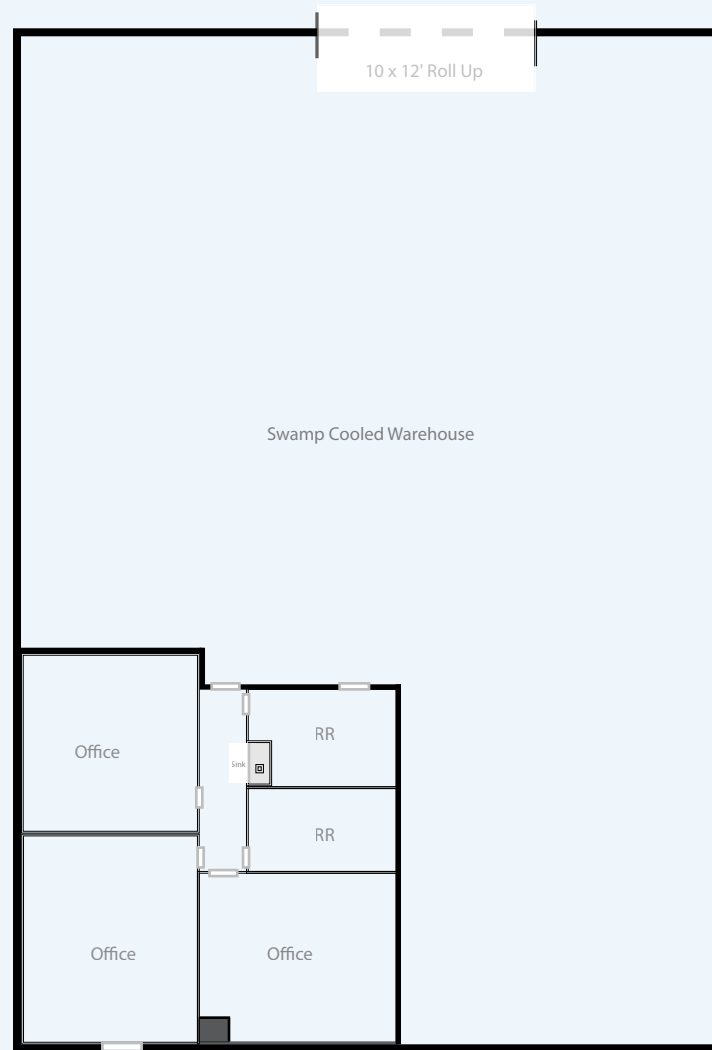 10 x 12' Roll Up
Swamp Cooled Warehouse
Office
RR
Sink
RR
Office
Office